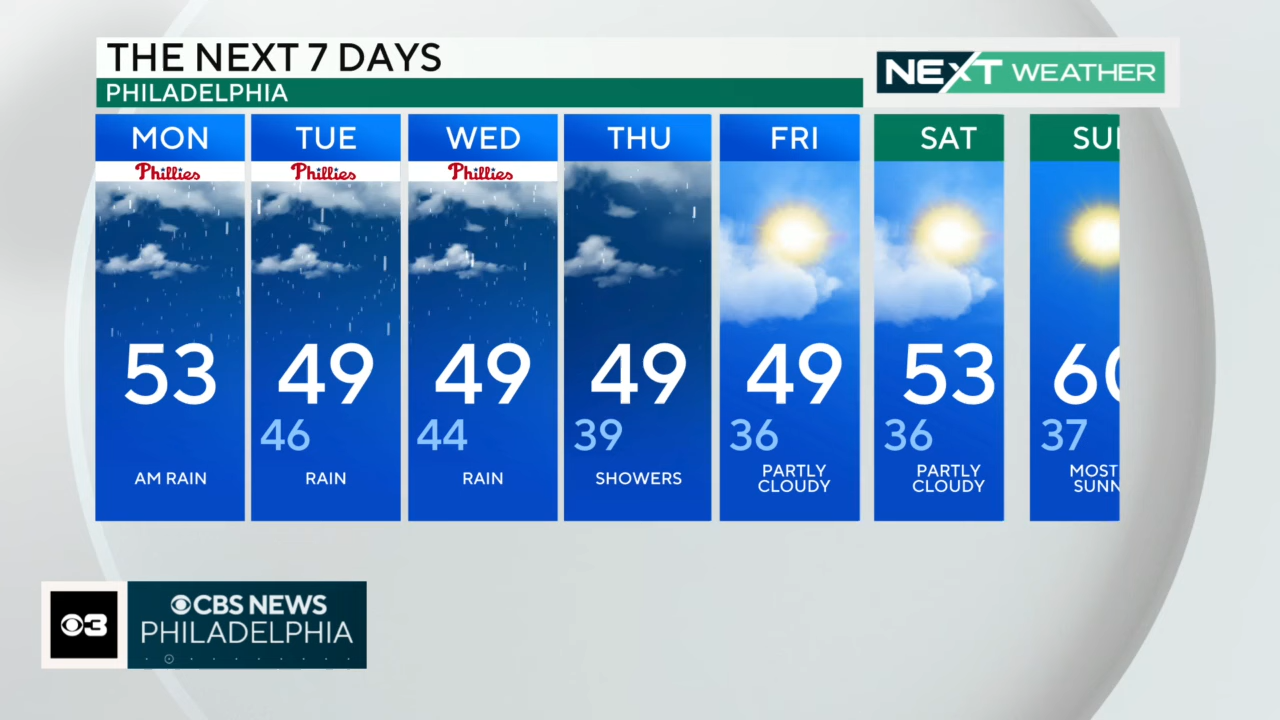 THE NEXT 7 DAYS
NEXT WEATHER
PHILADELPHIA
MON TUE WED THU FRI SAT
Phillies Phillies Phillies
53 49 49 49 49 53
46 44 39 36 36 37
AM RAIN RAIN RAIN SHOWERS PARTLY CLOUDY PARTLY CLOUDY
3 CBS NEWS
PHILADELPHIA